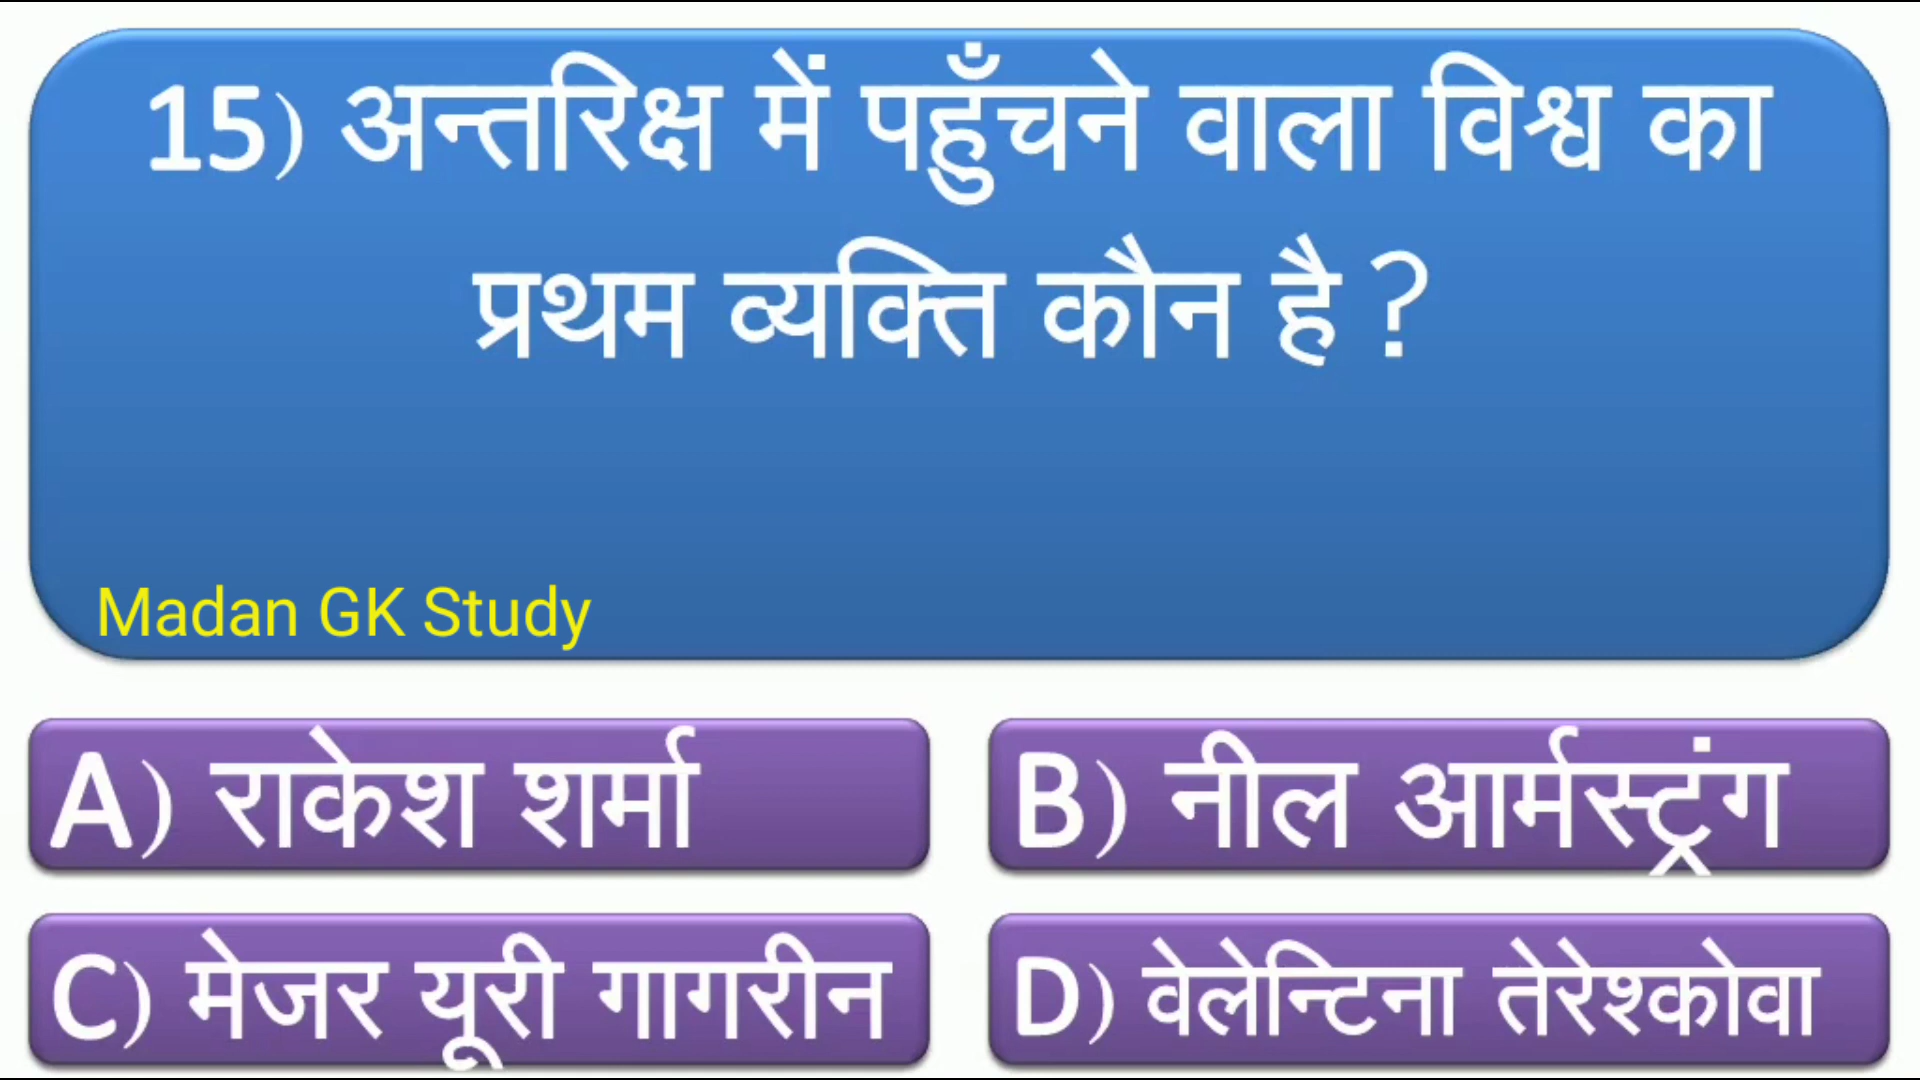 15) अन्तरिक्ष में पहुँचने वाला विश्व का
प्रथम व्यक्ति कौन है ?
Madan GK Study
A) राकेश शर्मा
B) नील आर्मस्ट्रंग
C) मेजर यूरी गागरीन
D) वेलेन्टिना तेरेश्कोवा